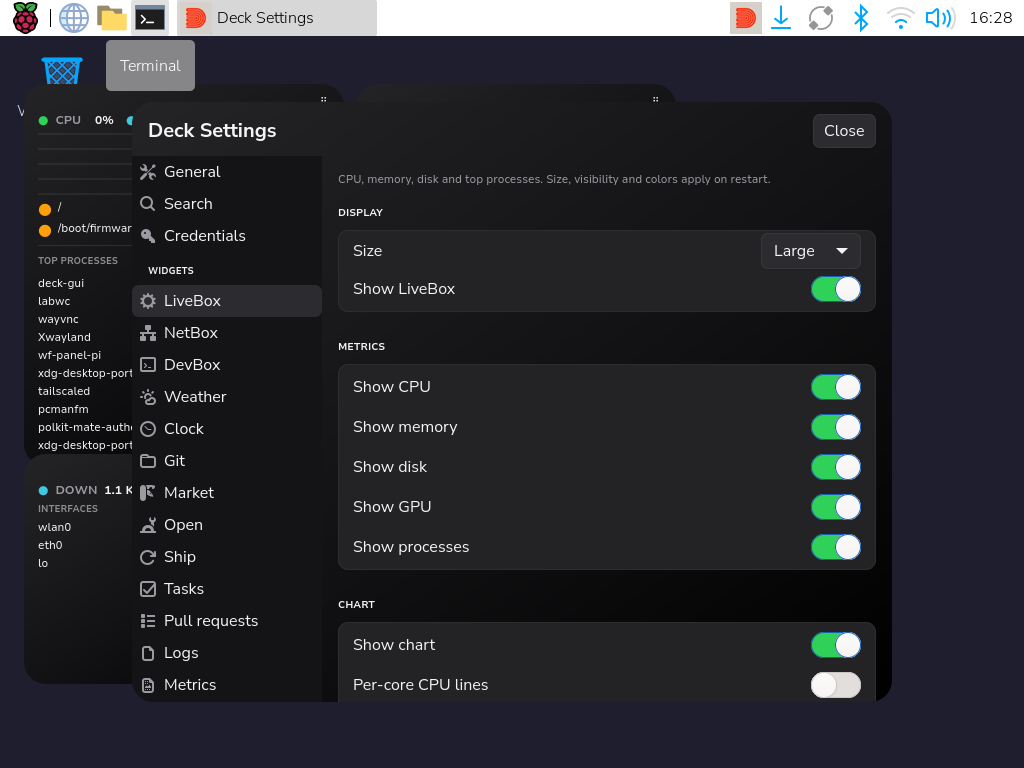 Deck Settings
16:28
Terminal
CPU 0%
/
/boot/firmwar
TOP PROCESSES
deck-gui
labwc
wayvnc
Xwayland
wf-panel-pi
xdg-desktop-port
tailscaled
pcmanfm
polkit-mate-authe
xdg-desktop-port
DOWN 1.1 K
INTERFACES
wlan0
eth0
lo
Deck Settings
Close
General
Search
Credentials
WIDGETS
LiveBox
NetBox
DevBox
Weather
Clock
Git
Market
Open
Ship
Tasks
Pull requests
Logs
Metrics
CPU, memory, disk and top processes. Size, visibility and colors apply on restart.
DISPLAY
Size
Large
Show LiveBox
METRICS
Show CPU
Show memory
Show disk
Show GPU
Show processes
CHART
Show chart
Per-core CPU lines